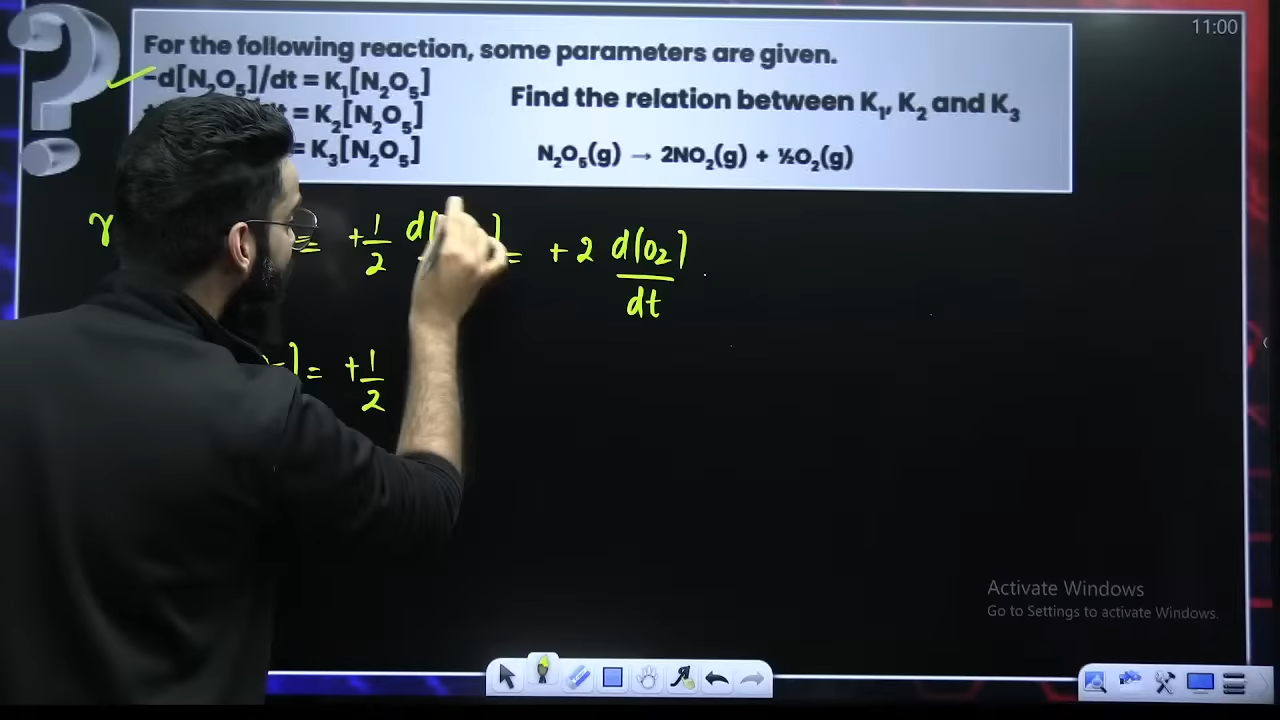 11:00
For the following reaction, some parameters are given.
-d[N₂O₅]/dt = K₁[N₂O₅]
= K₂[N₂O₅]
= K₃[N₂O₅]
Find the relation between K₁, K₂ and K₃
N₂O₅(g) → 2NO₂(g) + ½O₂(g)
r = +1/2 d[ ] = +2 d[O₂]/dt
] = +1/2
Activate Windows
Go to Settings to activate Windows.